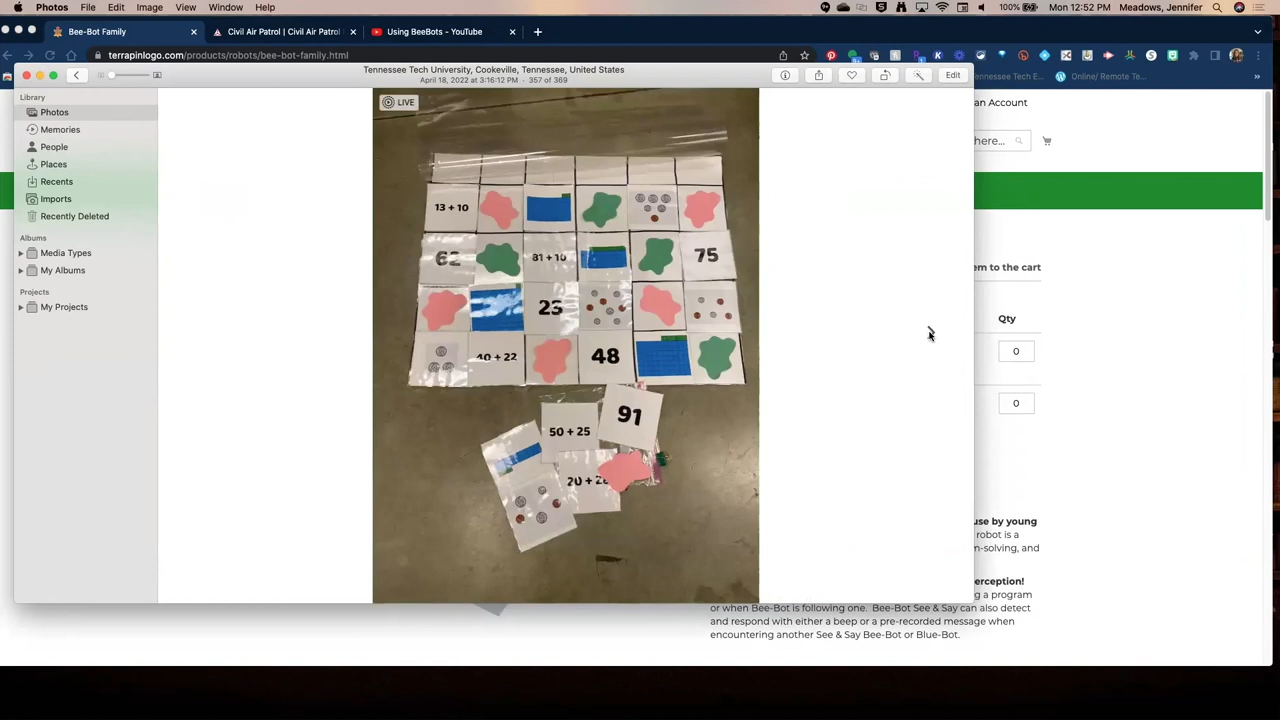 Photos File Edit Image View Window Help
100% Mon 12:52 PM Meadows, Jennifer
Bee-Bot Family
Civil Air Patrol | Civil Air Patrol
Using BeeBots - YouTube
terrapinlogo.com/products/robots/bee-bot-family.html
Tennessee Tech University, Cookeville, Tennessee, United States
April 18, 2022 at 3:16:12 PM · 357 of 369
Edit
ennessee Tech E...
Online/ Remote Te...
Library
Photos
Memories
People
Places
Recents
Imports
Recently Deleted
Albums
Media Types
My Albums
Projects
My Projects
LIVE
13 + 10
62
81 + 10
75
23
40 + 22
48
91
50 + 25
an Account
here...
em to the cart
Qty
0
0
use by young
robot is a
m-solving, and
erception!
g a program
or when Bee-Bot is following one. Bee-Bot See & Say can also detect
and respond with either a beep or a pre-recorded message when
encountering another See & Say Bee-Bot or Blue-Bot.